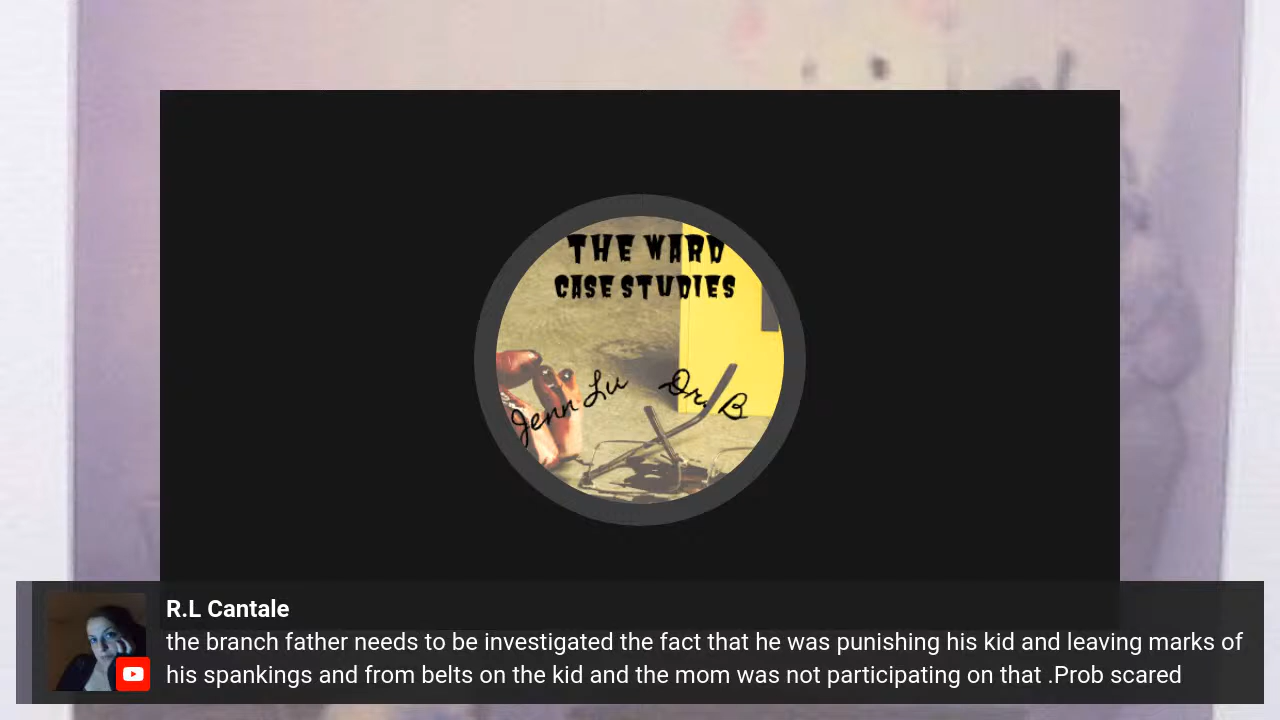 THE WARD
CASE STUDIES
Jenn Lu Dr. B
R.L Cantale
the branch father needs to be investigated the fact that he was punishing his kid and leaving marks of
his spankings and from belts on the kid and the mom was not participating on that .Prob scared